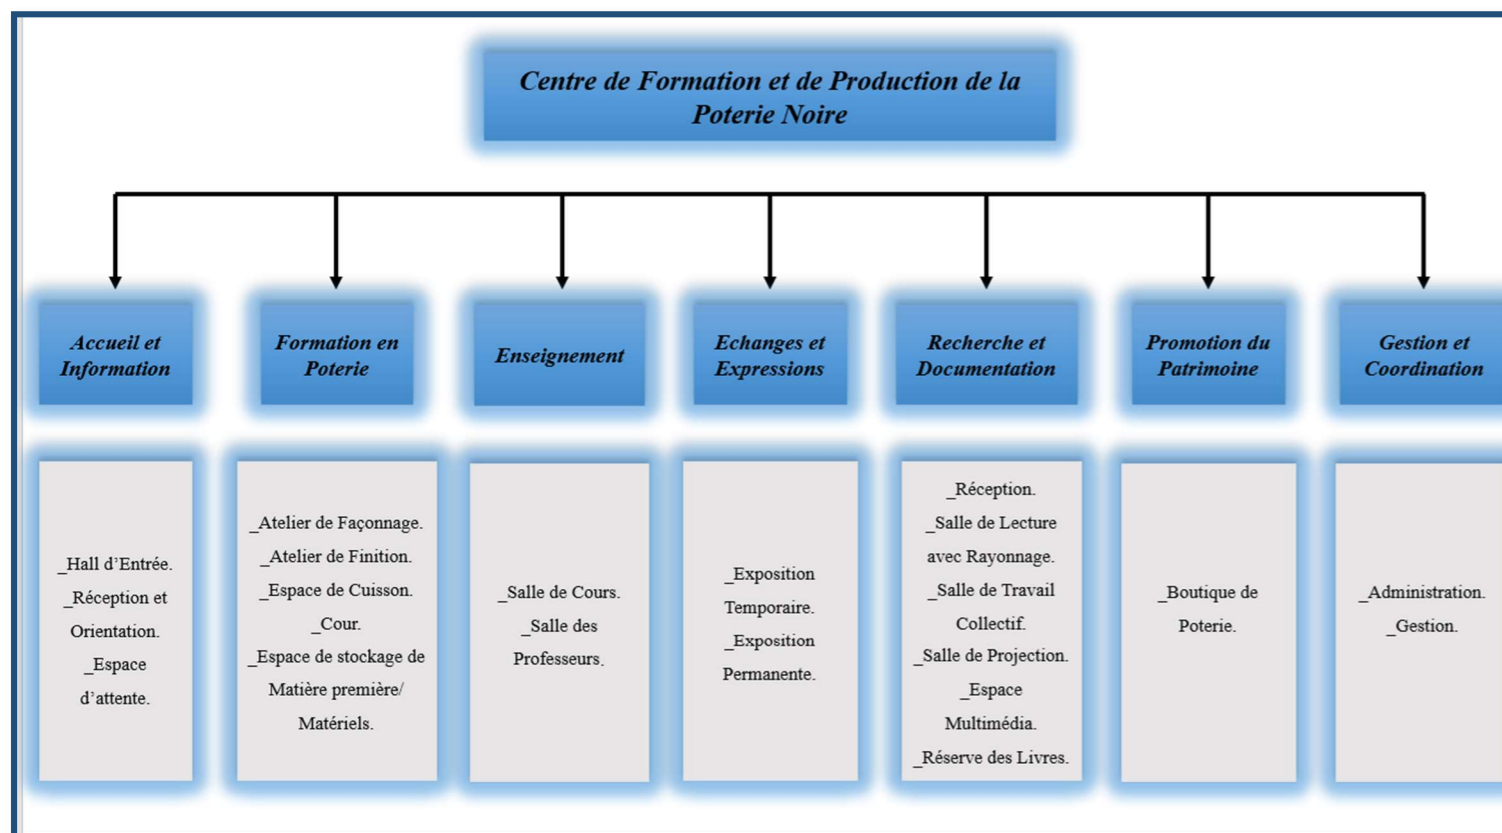 Centre de Formation et de Production de la
Poterie Noire
Accueil et
Information
Formation en
Poterie
Enseignement
Echanges et
Expressions
Recherche et
Documentation
Promotion du
Patrimoine
Gestion et
Coordination
_Hall d’Entrée.
_Réception et
Orientation.
_Espace
d’attente.
_Atelier de Façonnage.
_Atelier de Finition.
_Espace de Cuisson.
_Cour.
_Espace de stockage de
Matière première/
Matériels.
_Salle de Cours.
_Salle des
Professeurs.
_Exposition
Temporaire.
_Exposition
Permanente.
_Réception.
_Salle de Lecture
avec Rayonnage.
_Salle de Travail
Collectif.
_Salle de Projection.
_Espace
Multimédia.
_Réserve des Livres.
_Boutique de
Poterie.
_Administration.
_Gestion.